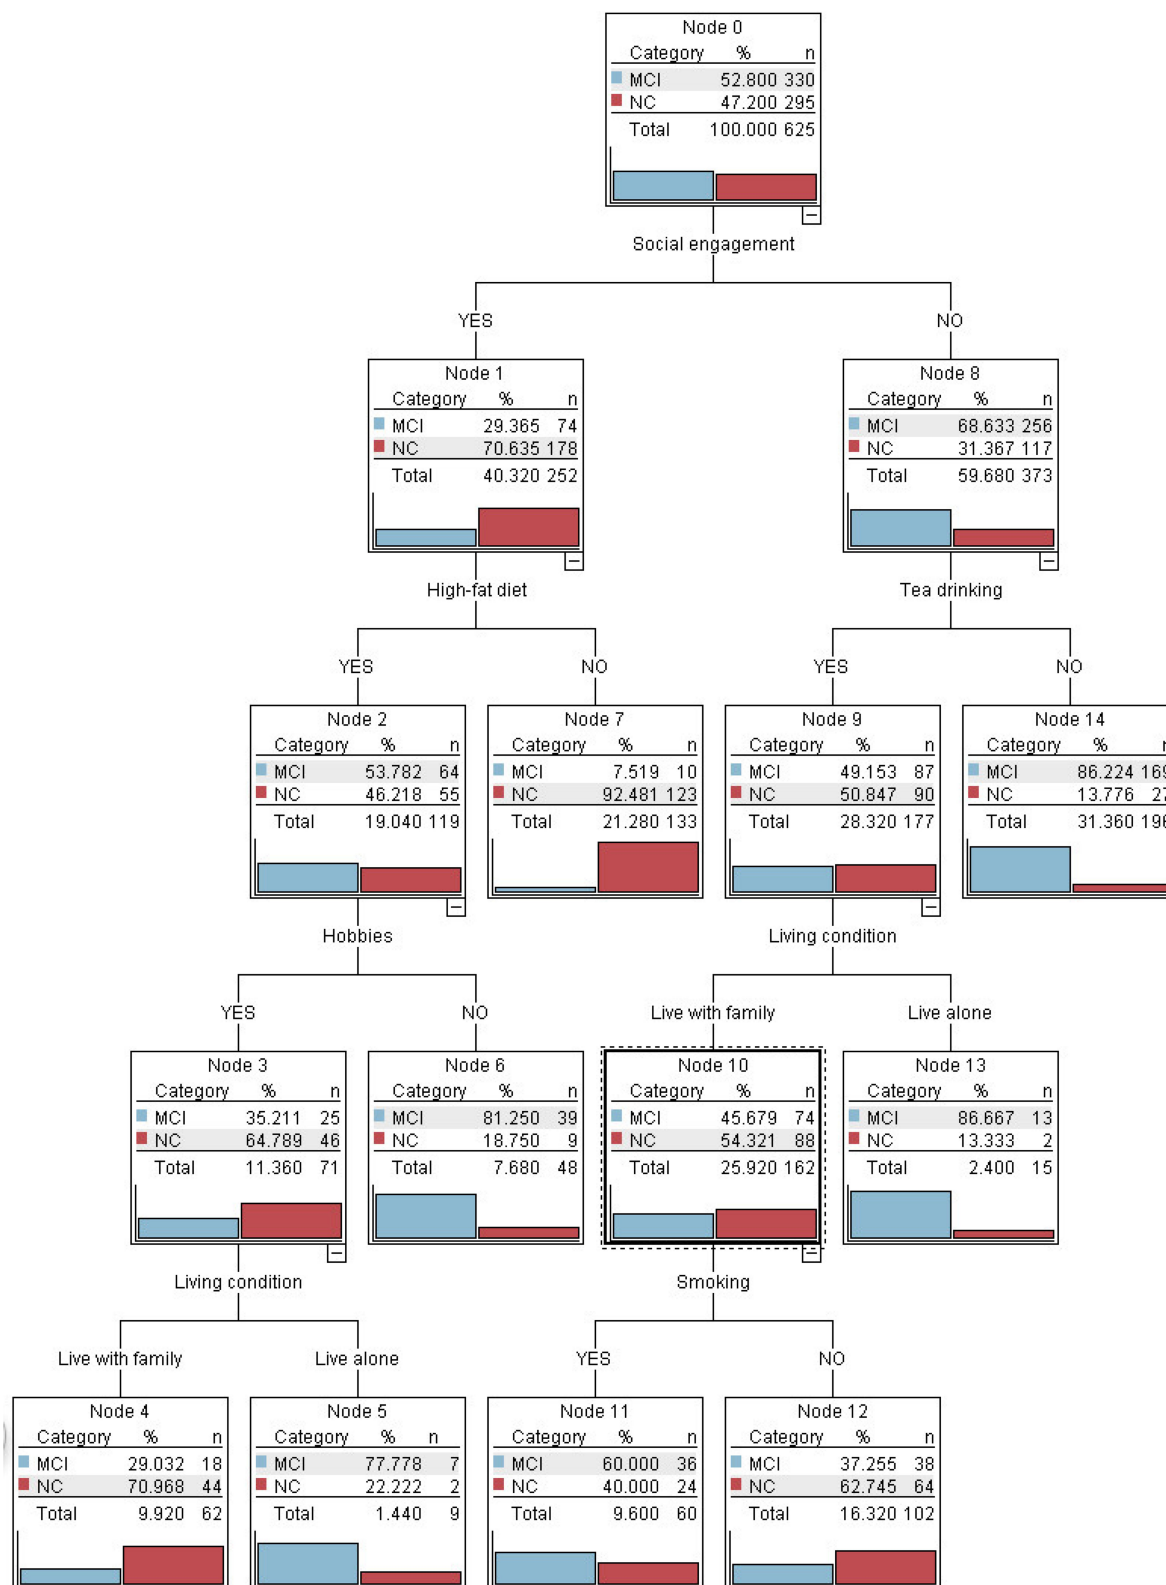 Node 0
Category % n
MCI 52.800 330
NC 47.200 295
Total 100.000 625
Social engagement
YES NO
Node 1
Category % n
MCI 29.365 74
NC 70.635 178
Total 40.320 252
Node 8
Category % n
MCI 68.633 256
NC 31.367 117
Total 59.680 373
High-fat diet
Tea drinking
YES NO YES NO
Node 2
Category % n
MCI 53.782 64
NC 46.218 55
Total 19.040 119
Node 7
Category % n
MCI 7.519 10
NC 92.481 123
Total 21.280 133
Node 9
Category % n
MCI 49.153 87
NC 50.847 90
Total 28.320 177
Node 14
Category % n
MCI 86.224 169
NC 13.776 27
Total 31.360 196
Hobbies
Living condition
YES NO Live with family Live alone
Node 3
Category % n
MCI 35.211 25
NC 64.789 46
Total 11.360 71
Node 6
Category % n
MCI 81.250 39
NC 18.750 9
Total 7.680 48
Node 10
Category % n
MCI 45.679 74
NC 54.321 88
Total 25.920 162
Node 13
Category % n
MCI 86.667 13
NC 13.333 2
Total 2.400 15
Living condition
Smoking
Live with family Live alone YES NO
Node 4
Category % n
MCI 29.032 18
NC 70.968 44
Total 9.920 62
Node 5
Category % n
MCI 77.778 7
NC 22.222 2
Total 1.440 9
Node 11
Category % n
MCI 60.000 36
NC 40.000 24
Total 9.600 60
Node 12
Category % n
MCI 37.255 38
NC 62.745 64
Total 16.320 102